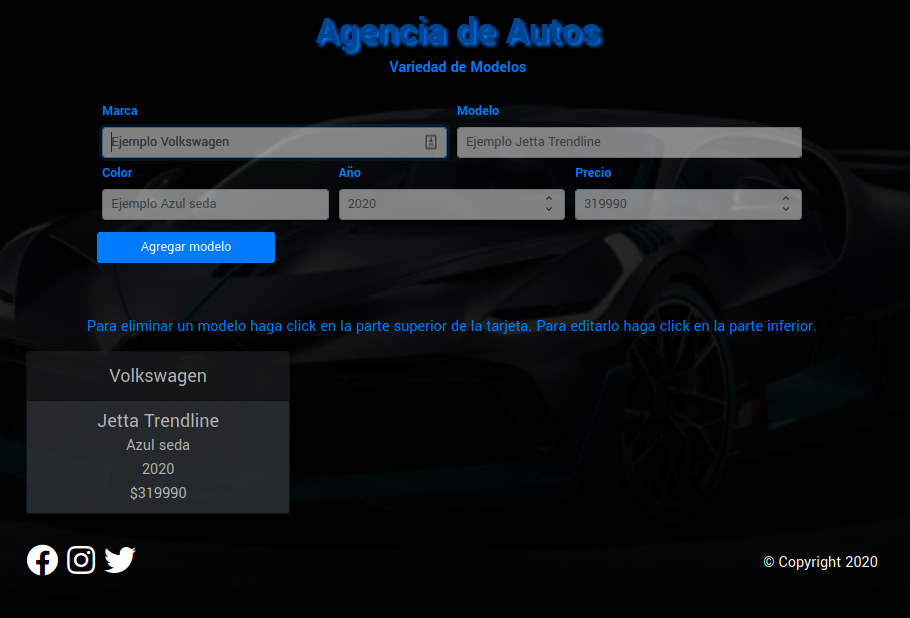 Agencia de Autos
Variedad de Modelos
Marca Modelo
Ejemplo Volkswagen Ejemplo Jetta Trendline
Color Año Precio
Ejemplo Azul seda 2020 319990
Agregar modelo
Para eliminar un modelo haga click en la parte superior de la tarjeta. Para editarlo haga click en la parte inferior.
Volkswagen
Jetta Trendline
Azul seda
2020
$319990
© Copyright 2020